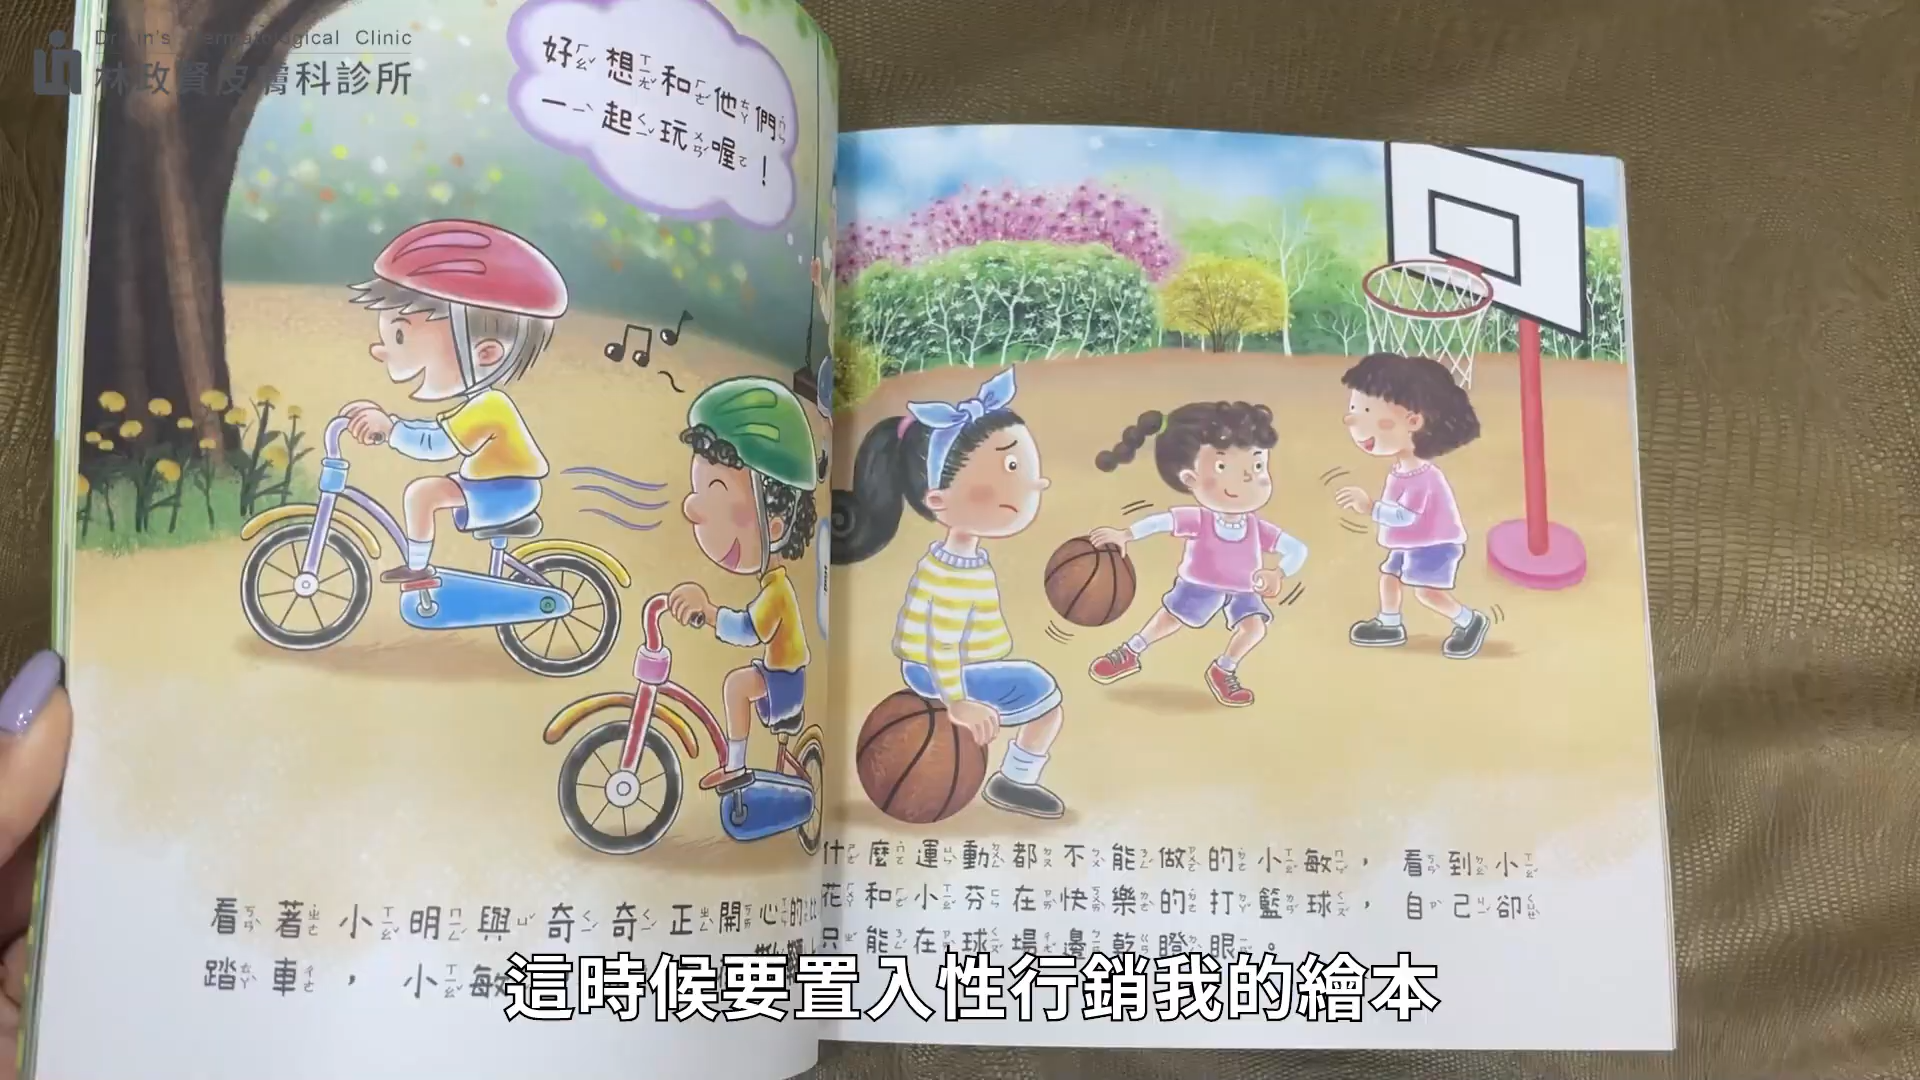 Dr. Lin's Dermatological Clinic
林政賢皮膚科診所
好想和他們
一起玩喔！
看著小明與奇奇正開心的
踏車，小敏
什麼運動都不能做的小敏，看到小
花和小芬在快樂的打籃球，自己卻
只能在球場邊乾瞪眼。
這時候要置入性行銷我的繪本